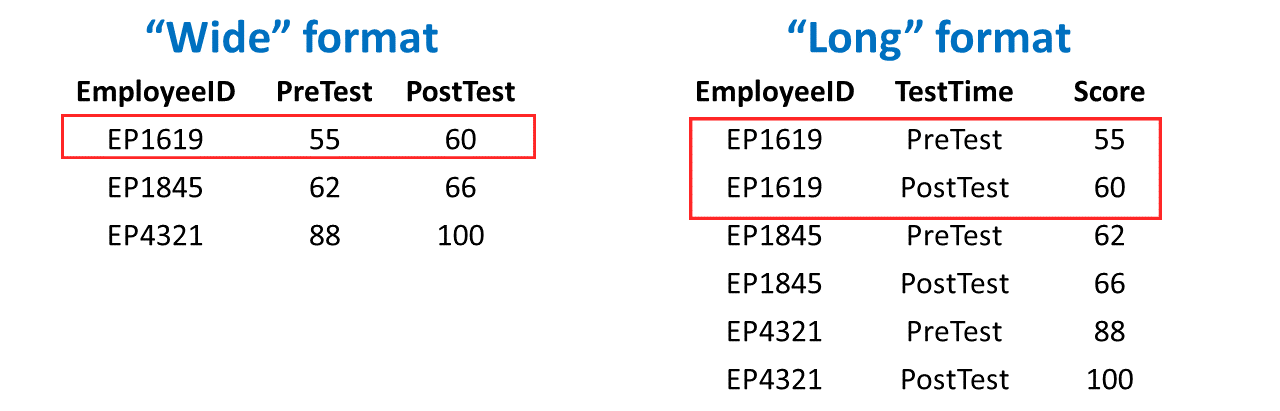 “Wide” format
EmployeeID PreTest PostTest
EP1619 55 60
EP1845 62 66
EP4321 88 100
“Long” format
EmployeeID TestTime Score
EP1619 PreTest 55
EP1619 PostTest 60
EP1845 PreTest 62
EP1845 PostTest 66
EP4321 PreTest 88
EP4321 PostTest 100